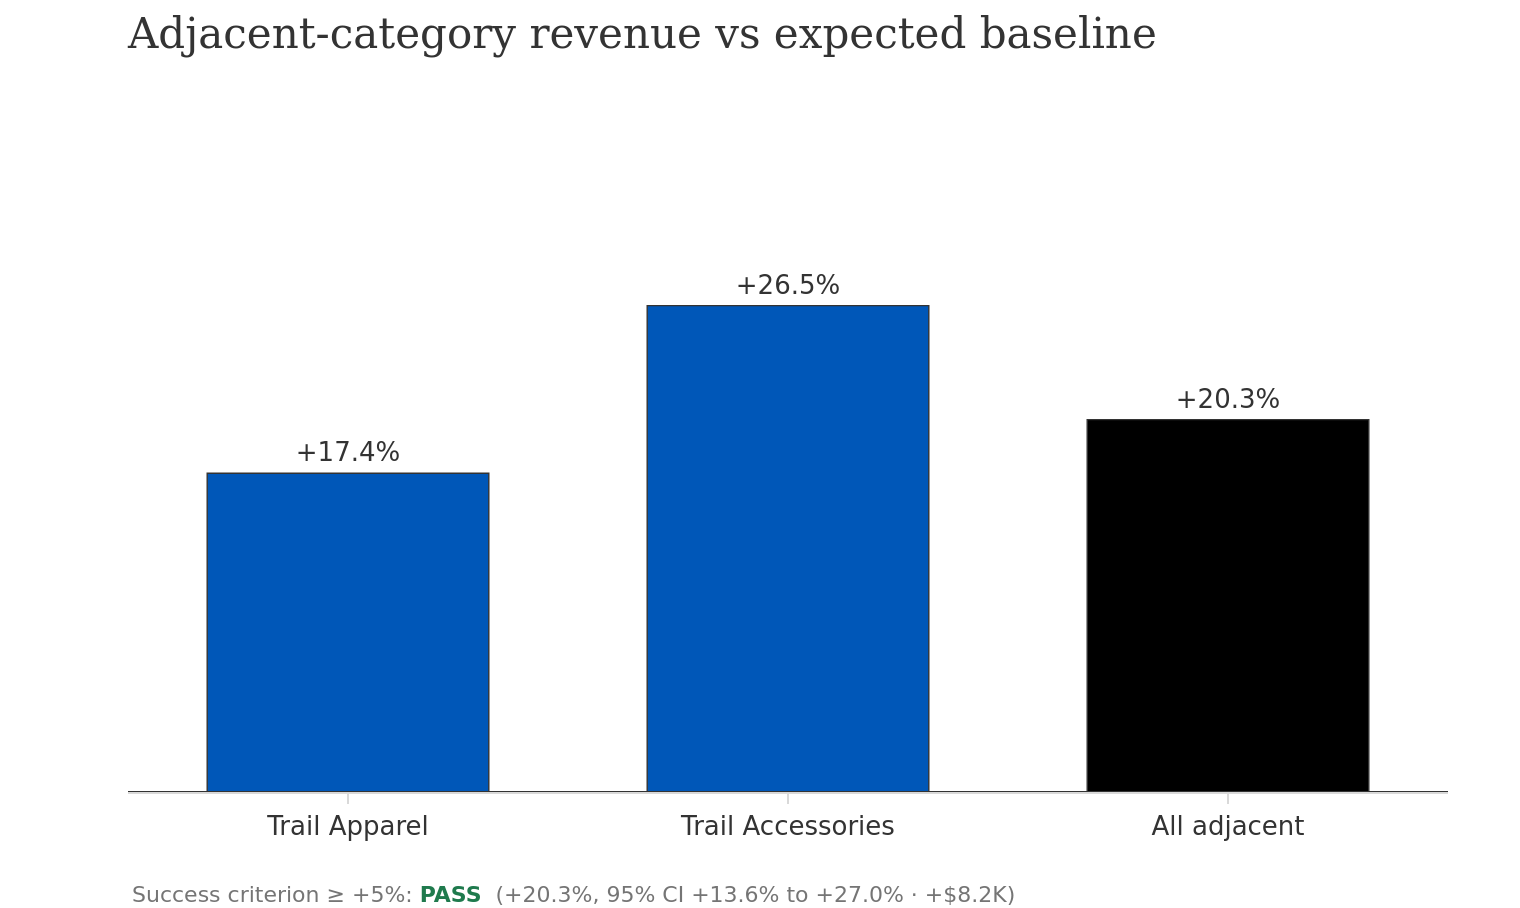 Adjacent-category revenue vs expected baseline
+26.5%
+20.3%
+17.4%
Trail Apparel Trail Accessories All adjacent
Success criterion ≥ +5%: PASS (+20.3%, 95% CI +13.6% to +27.0% · +$8.2K)